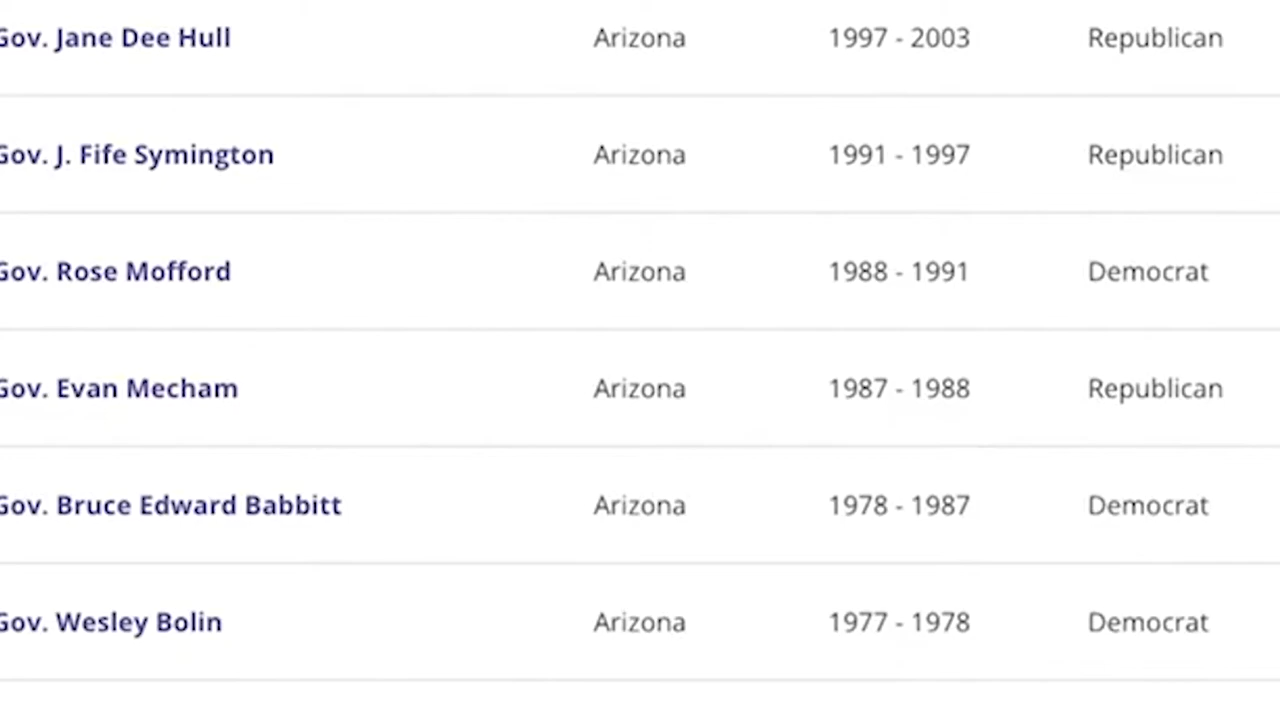 Gov. Jane Dee Hull Arizona 1997 - 2003 Republican
Gov. J. Fife Symington Arizona 1991 - 1997 Republican
Gov. Rose Mofford Arizona 1988 - 1991 Democrat
Gov. Evan Mecham Arizona 1987 - 1988 Republican
Gov. Bruce Edward Babbitt Arizona 1978 - 1987 Democrat
Gov. Wesley Bolin Arizona 1977 - 1978 Democrat